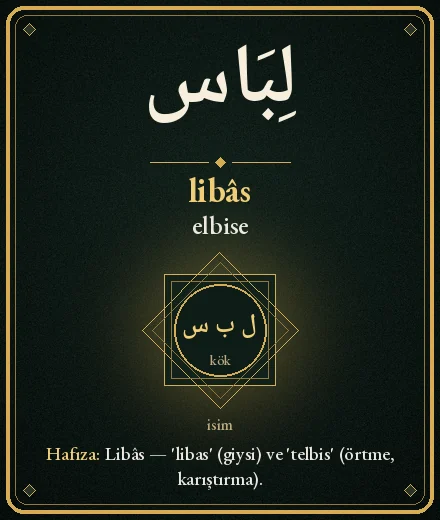 لِبَاس
libâs
elbise
ل ب س
kök
isim
Hafıza: Libâs — 'libas' (giysi) ve 'telbis' (örtme,
karıştırma).